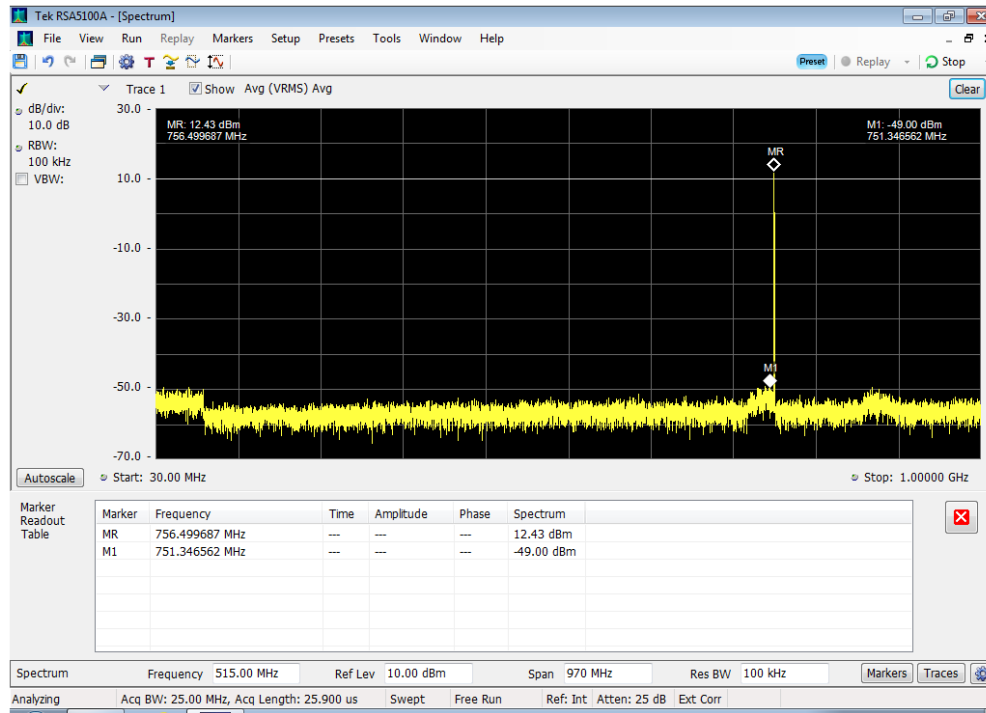 Tek RSA5100A - [Spectrum]
File View Run Replay Markers Setup Presets Tools Window Help
T Preset Replay Stop
Trace 1 Show Avg (VRMS) Avg Clear
dB/div:
10.0 dB
RBW:
100 kHz
VBW:
30.0 -
10.0 -
-10.0 -
-30.0 -
-50.0 -
-70.0 -
MR: 12.43 dBm
756.499687 MHz
M1: -49.00 dBm
751.346562 MHz
MR
M1
Autoscale Start: 30.00 MHz Stop: 1.00000 GHz
Marker
Readout
Table
Marker Frequency Time Amplitude Phase Spectrum
MR 756.499687 MHz --- --- --- 12.43 dBm
M1 751.346562 MHz --- --- --- -49.00 dBm
Spectrum Frequency 515.00 MHz Ref Lev 10.00 dBm Span 970 MHz Res BW 100 kHz Markers Traces
Analyzing Acq BW: 25.00 MHz, Acq Length: 25.900 us Swept Free Run Ref: Int Atten: 25 dB Ext Corr